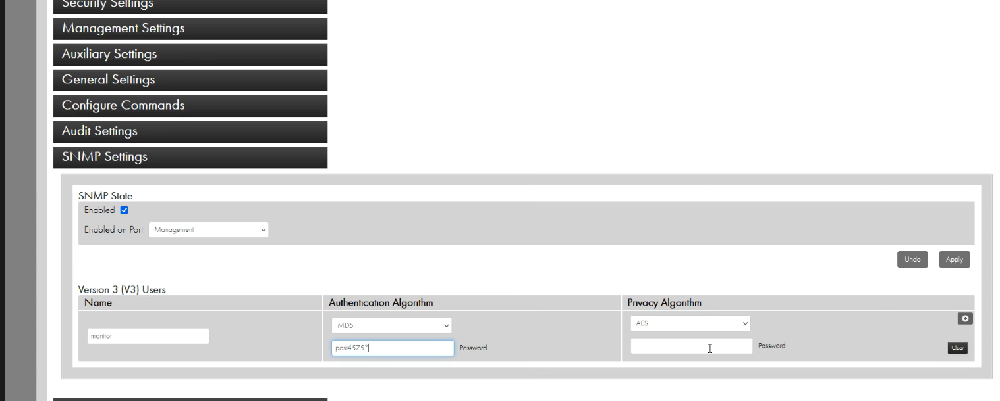 Security Settings
Management Settings
Auxiliary Settings
General Settings
Configure Commands
Audit Settings
SNMP Settings
SNMP State
Enabled
Enabled on Port Management
Undo Apply
Version 3 (V3) Users
Name Authentication Algorithm Privacy Algorithm
MD5 AES
monitor
post4575* Password Password Clear